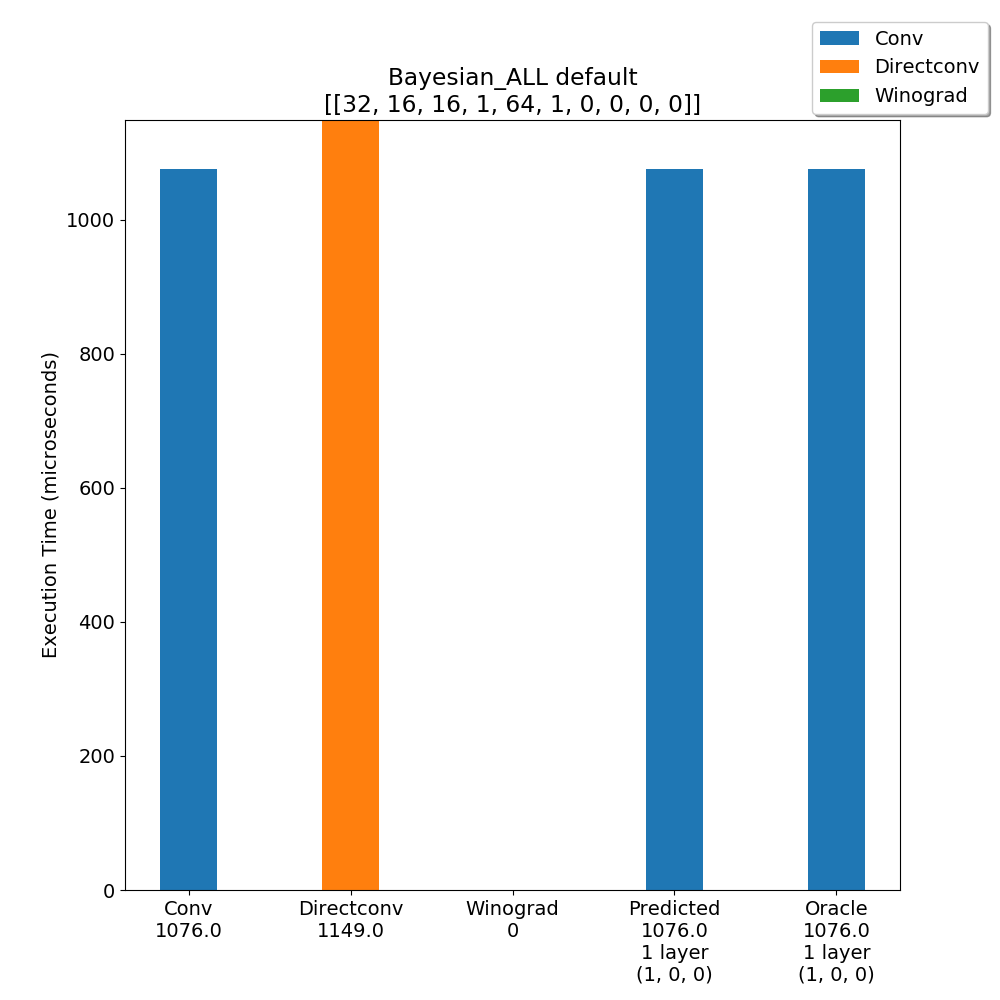 Conv
Directconv
Winograd
Bayesian_ALL default
[[32, 16, 16, 1, 64, 1, 0, 0, 0, 0]]
Execution Time (microseconds)
1000
800
600
400
200
0
Conv
1076.0
Directconv
1149.0
Winograd
0
Predicted
1076.0
1 layer
(1, 0, 0)
Oracle
1076.0
1 layer
(1, 0, 0)